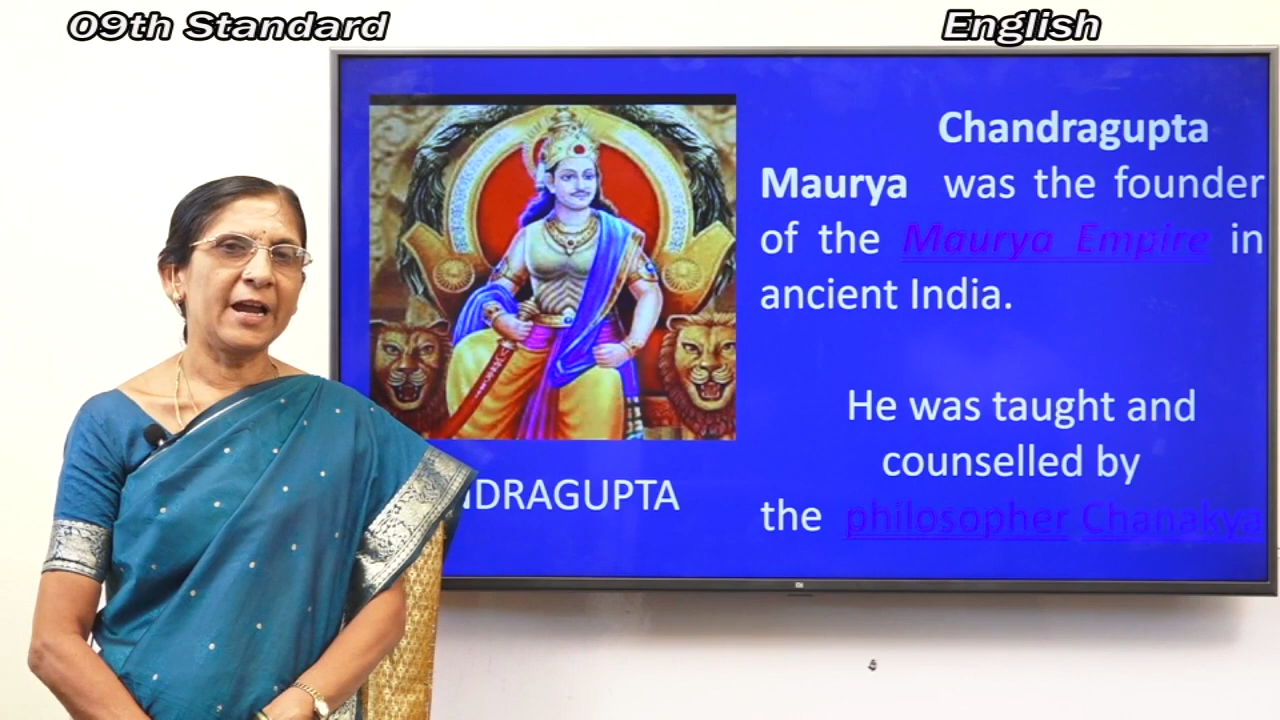 09th Standard
English
Chandragupta
Maurya was the founder
of the Maurya Empire in
ancient India.
He was taught and
counselled by
the philosopher Chanakya
NDRAGUPTA
mi